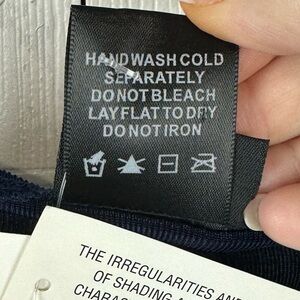 HAND WASH COLD
SEPARATELY
DO NOT BLEACH
LAY FLAT TO DRY
DO NOT IRON
THE IRREGULARITIES AND
OF SHADING A
CHARAC